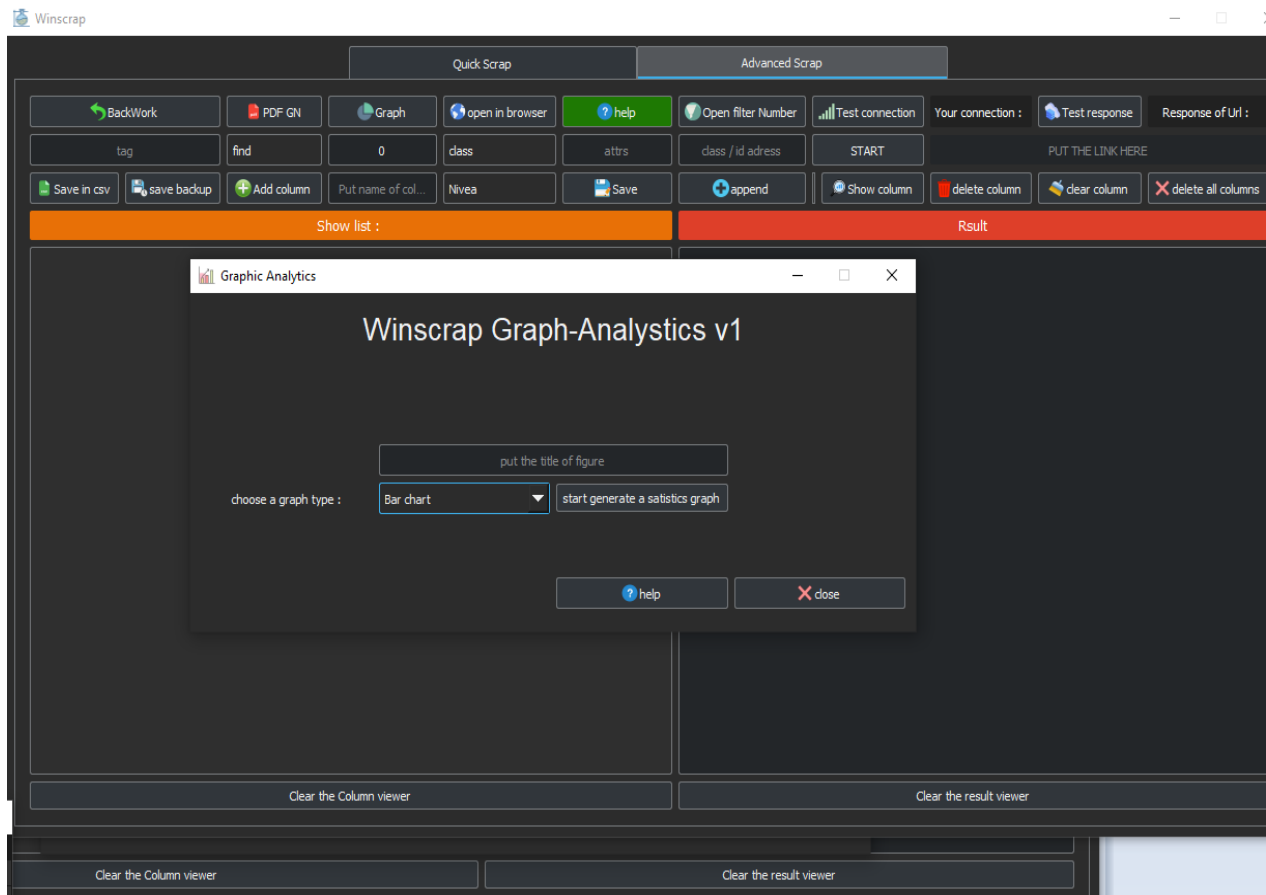 Winscrap
Quick Scrap
Advanced Scrap
BackWork
PDF GN
Graph
open in browser
help
Open filter Number
Test connection
Your connection :
Test response
Response of Url :
tag
find
0
class
attrs
class / id adress
START
PUT THE LINK HERE
Save in csv
save backup
Add column
Put name of col...
Nivea
Save
append
Show column
delete column
clear column
delete all columns
Show list :
Rsult
Graphic Analytics
Winscrap Graph-Analystics v1
put the title of figure
choose a graph type :
Bar chart
start generate a satistics graph
help
close
Clear the Column viewer
Clear the result viewer
Clear the Column viewer
Clear the result viewer